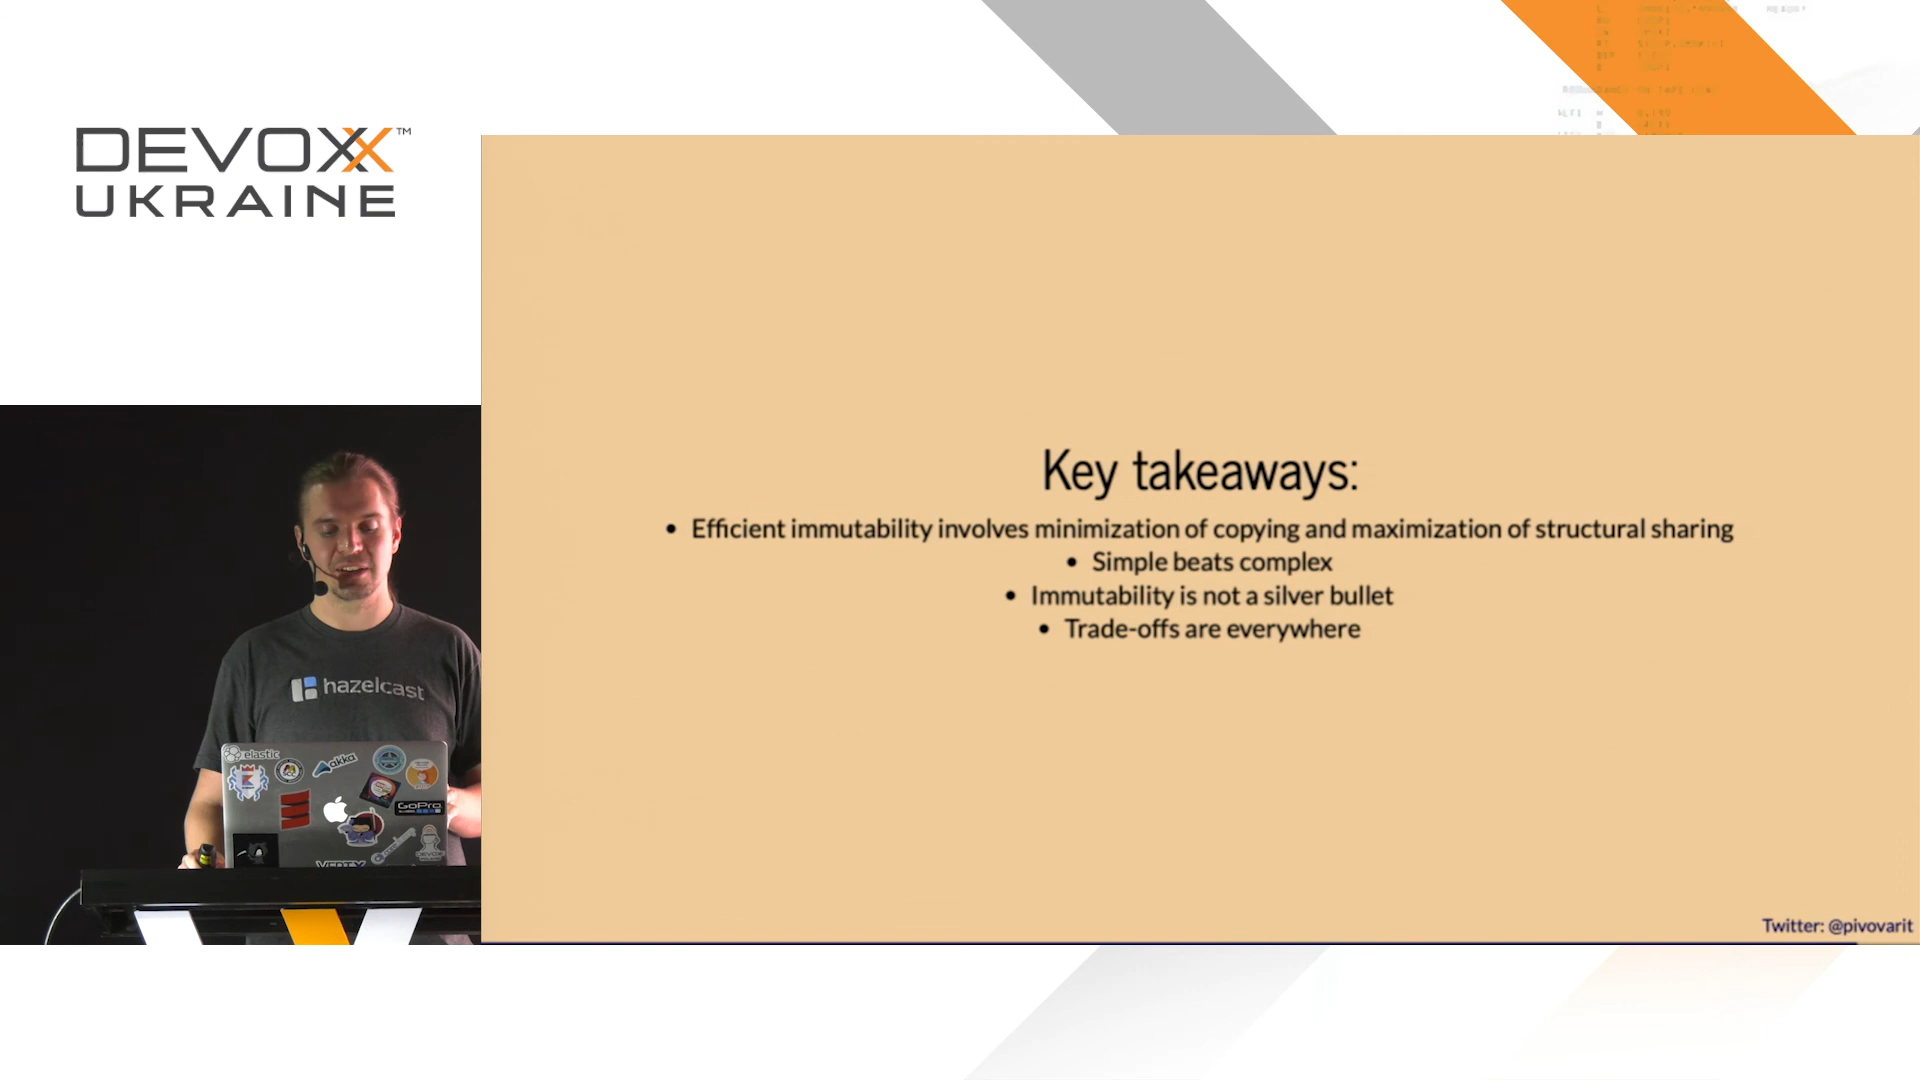 DEVOXX™
UKRAINE
Key takeaways:
• Efficient immutability involves minimization of copying and maximization of structural sharing
• Simple beats complex
• Immutability is not a silver bullet
• Trade-offs are everywhere
Twitter: @pivovarit
hazelcast
elastic
akka
GoPro
VERT.X